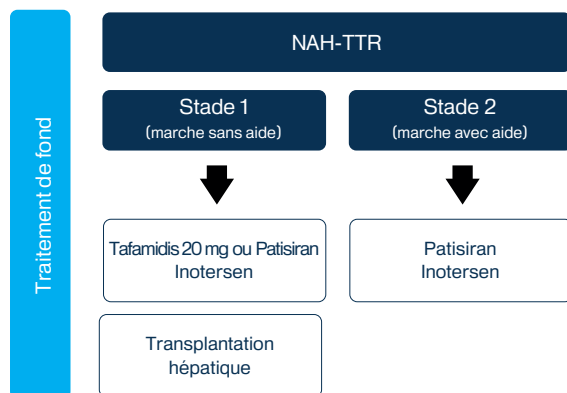 Traitement de fond
NAH-TTR
Stade 1
(marche sans aide)
Stade 2
(marche avec aide)
Tafamidis 20 mg ou Patisiran
Inotersen
Patisiran
Inotersen
Transplantation
hépatique